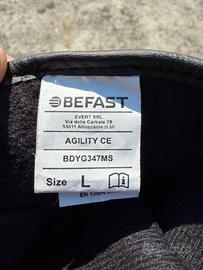 BEFAST
EVERT SRL
Via delle Cerbaie 78
55011 Altopascio (LU)
AGILITY CE
BDYG347MS
Size L